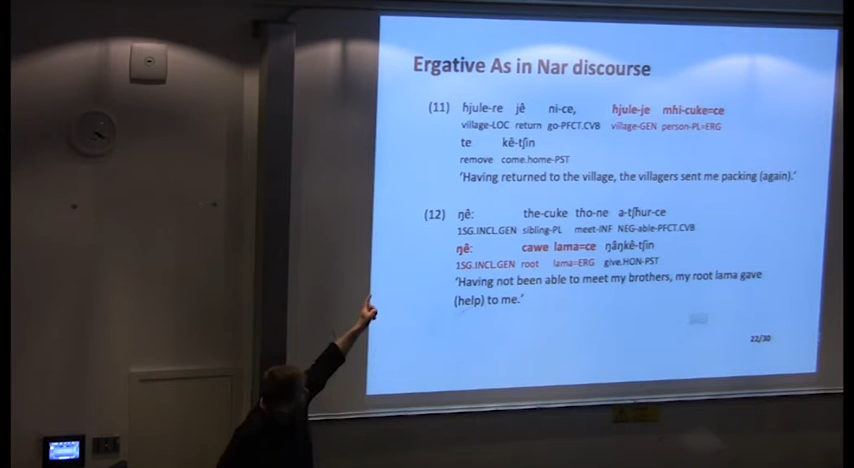 Ergative As in Nar discourse
(11) ɦjule-re jê ni-ce, ɦjule-je mɦi-cuke=ce
village-LOC return go-PFCT.CVB village-GEN person-PL=ERG
te kê-tʃin
remove come.home-PST
‘Having returned to the village, the villagers sent me packing (again).’
(12) ŋê: the-cuke tho-ne a-tʃhur-ce
1SG.INCL.GEN sibling-PL meet-INF NEG-able-PFCT.CVB
ŋê: cawe lama=ce ŋâŋkê-tʃin
1SG.INCL.GEN root lama=ERG give.HON-PST
‘Having not been able to meet my brothers, my root lama gave
(help) to me.’
22/30